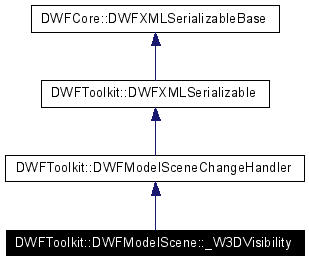 DWFCore::DWFXMLSerializableBase
DWFToolkit::DWFXMLSerializable
DWFToolkit::DWFModelSceneChangeHandler
DWFToolkit::DWFModelScene::_W3DVisibility